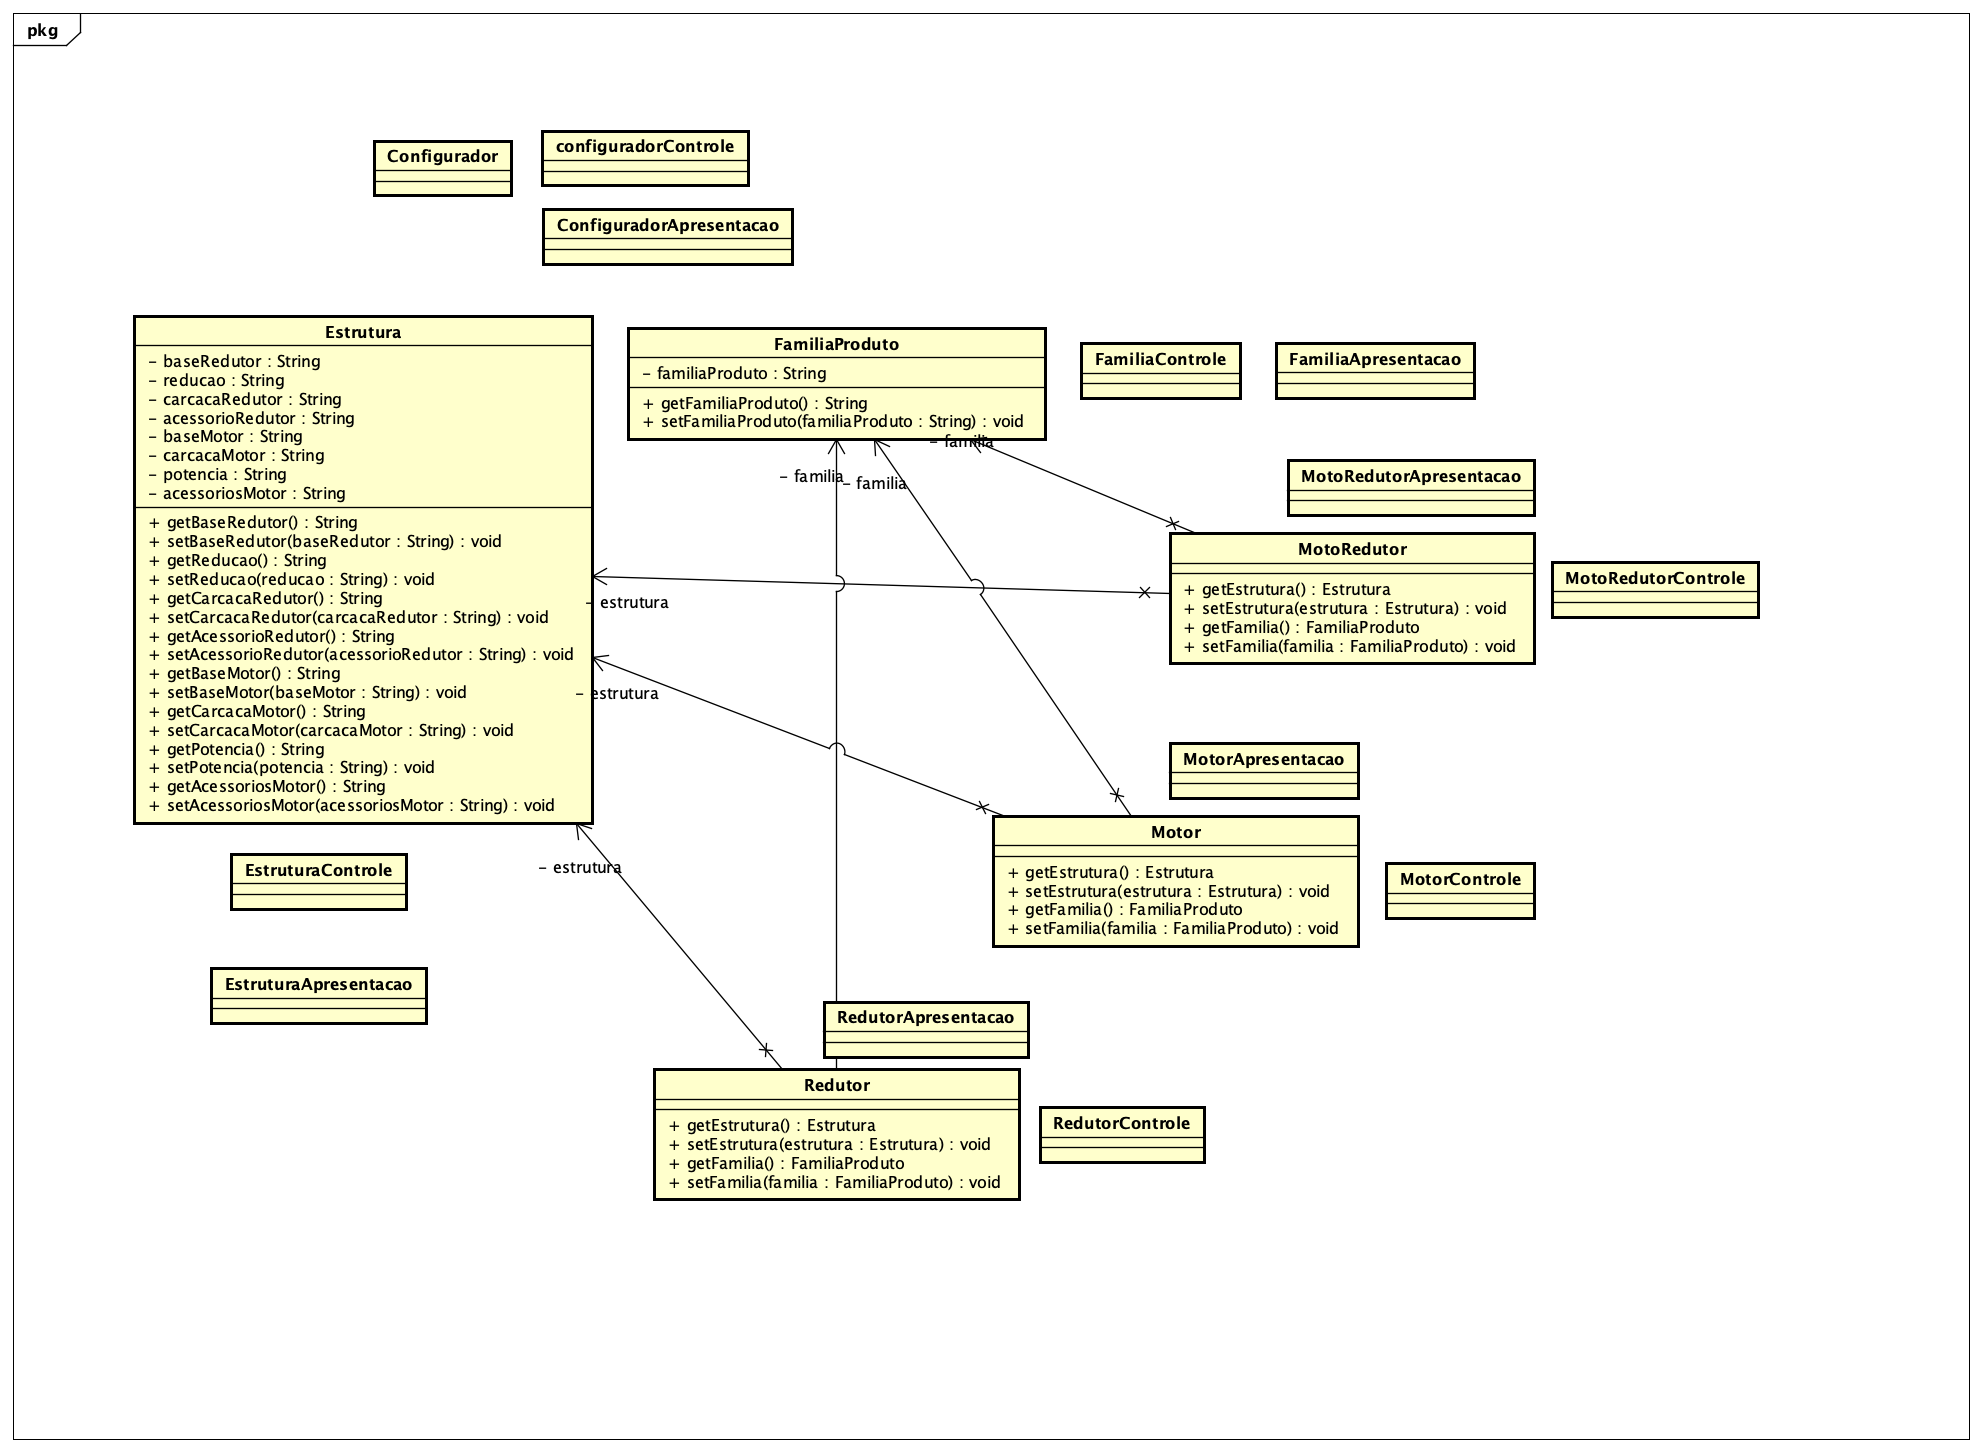 pkg
Configurador
configuradorControle
ConfiguradorApresentacao
Estrutura
– baseRedutor : String
– reducao : String
– carcacaRedutor : String
– acessorioRedutor : String
– baseMotor : String
– carcacaMotor : String
– potencia : String
– acessoriosMotor : String
+ getBaseRedutor() : String
+ setBaseRedutor(baseRedutor : String) : void
+ getReducao() : String
+ setReducao(reducao : String) : void
+ getCarcacaRedutor() : String
+ setCarcacaRedutor(carcacaRedutor : String) : void
+ getAcessorioRedutor() : String
+ setAcessorioRedutor(acessorioRedutor : String) : void
+ getBaseMotor() : String
+ setBaseMotor(baseMotor : String) : void
+ getCarcacaMotor() : String
+ setCarcacaMotor(carcacaMotor : String) : void
+ getPotencia() : String
+ setPotencia(potencia : String) : void
+ getAcessoriosMotor() : String
+ setAcessoriosMotor(acessoriosMotor : String) : void
FamiliaProduto
– familiaProduto : String
+ getFamiliaProduto() : String
+ setFamiliaProduto(familiaProduto : String) : void
FamiliaControle
FamiliaApresentacao
– familia
– familia
– familia
MotoRedutorApresentacao
MotoRedutor
+ getEstrutura() : Estrutura
+ setEstrutura(estrutura : Estrutura) : void
+ getFamilia() : FamiliaProduto
+ setFamilia(familia : FamiliaProduto) : void
MotoRedutorControle
– estrutura
– estrutura
– estrutura
MotorApresentacao
Motor
+ getEstrutura() : Estrutura
+ setEstrutura(estrutura : Estrutura) : void
+ getFamilia() : FamiliaProduto
+ setFamilia(familia : FamiliaProduto) : void
MotorControle
EstruturaControle
EstruturaApresentacao
RedutorApresentacao
Redutor
+ getEstrutura() : Estrutura
+ setEstrutura(estrutura : Estrutura) : void
+ getFamilia() : FamiliaProduto
+ setFamilia(familia : FamiliaProduto) : void
RedutorControle